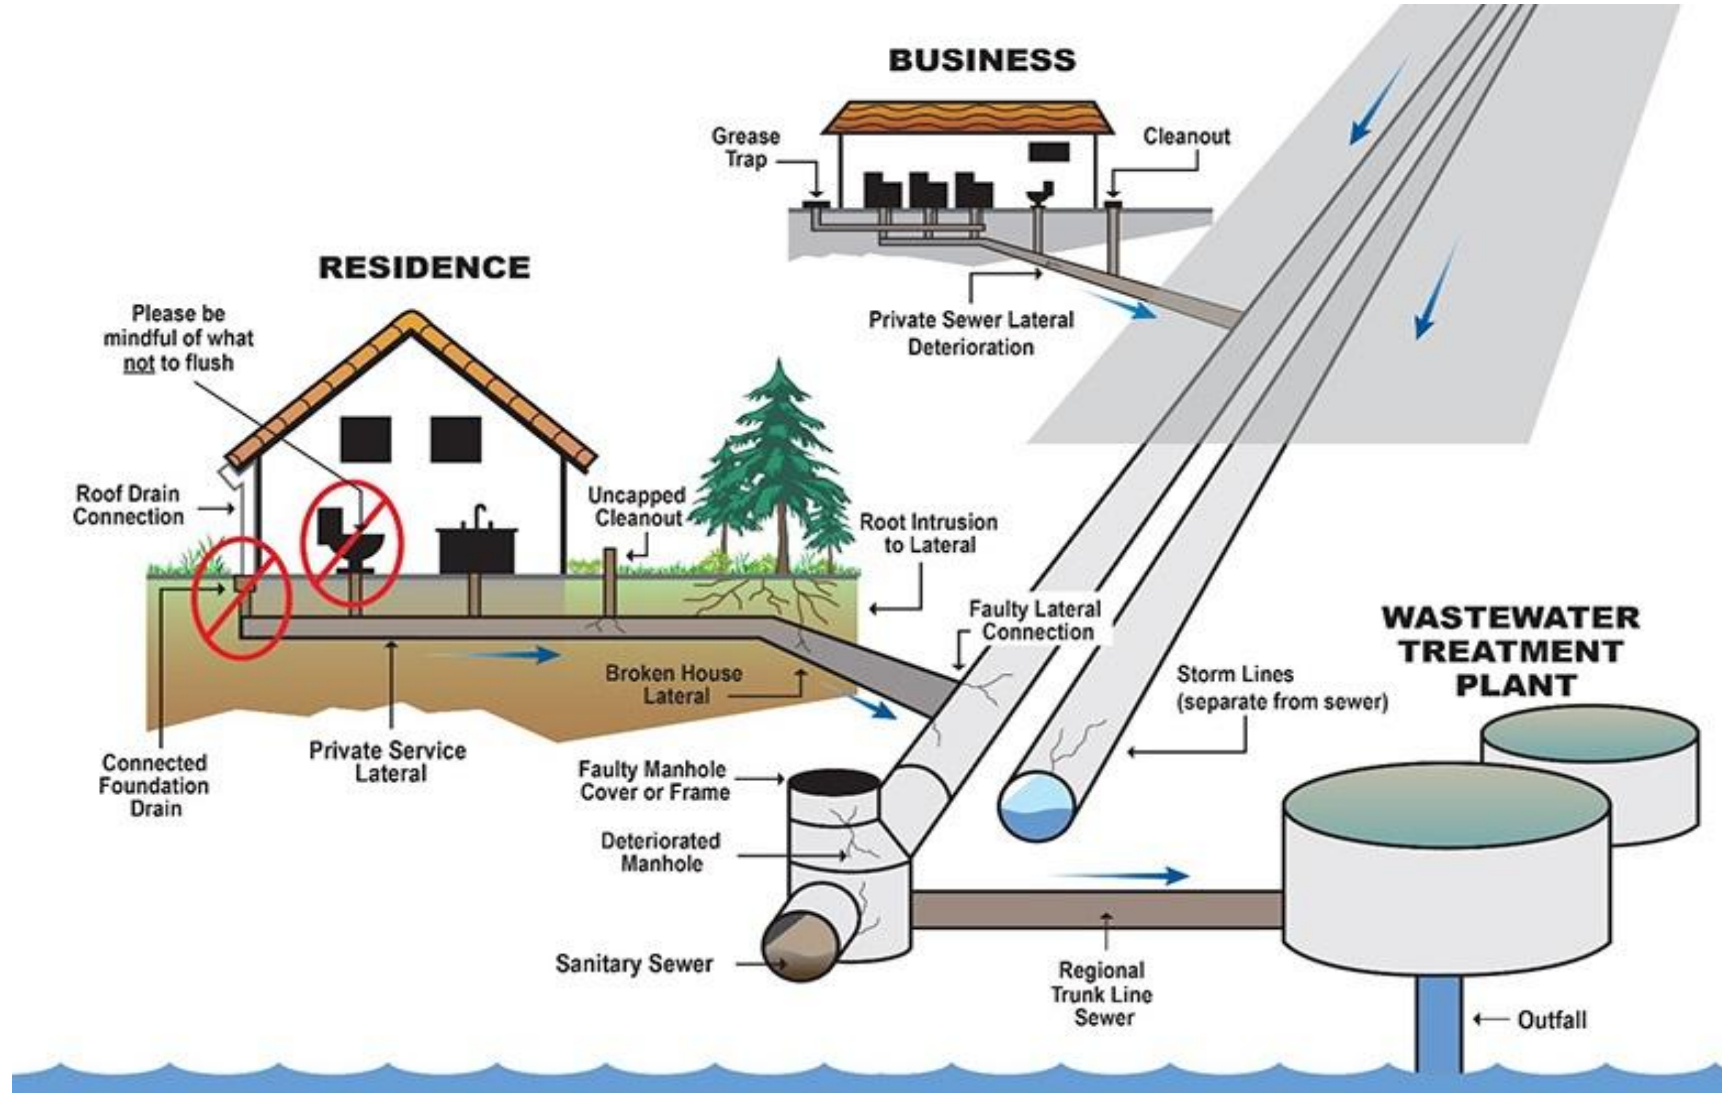 BUSINESS
Grease
Trap
Cleanout
Private Sewer Lateral
Deterioration
RESIDENCE
Please be
mindful of what
not to flush
Roof Drain
Connection
Uncapped
Cleanout
Root Intrusion
to Lateral
Faulty Lateral
Connection
Broken House
Lateral
Private Service
Lateral
Connected
Foundation
Drain
WASTEWATER
TREATMENT
PLANT
Storm Lines
(separate from sewer)
Faulty Manhole
Cover or Frame
Deteriorated
Manhole
Sanitary Sewer
Regional
Trunk Line
Sewer
Outfall